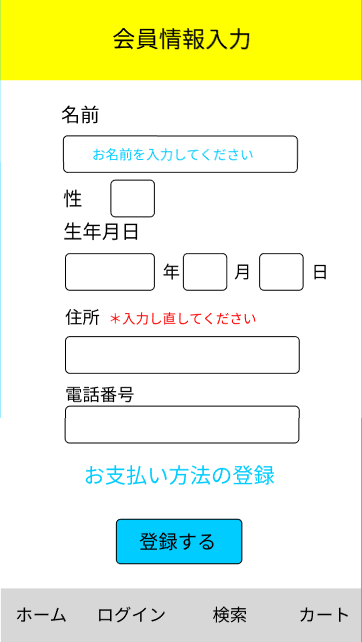 会員情報入力
名前
お名前を入力してください
性
生年月日
年 月 日
住所 *入力し直してください
電話番号
お支払い方法の登録
登録する
ホーム ログイン 検索 カート